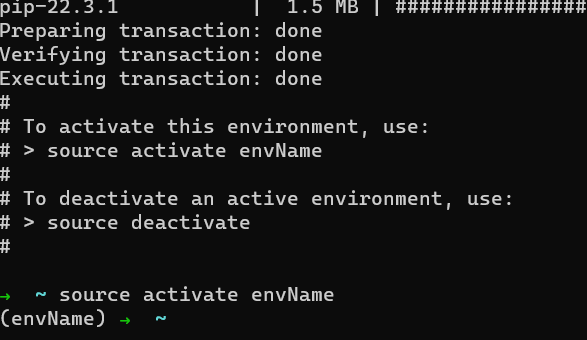 pip-22.3.1           |  1.5 MB | ################
Preparing transaction: done
Verifying transaction: done
Executing transaction: done
#
# To activate this environment, use:
# > source activate envName
#
# To deactivate an active environment, use:
# > source deactivate
#
→  ~ source activate envName
(envName) →  ~